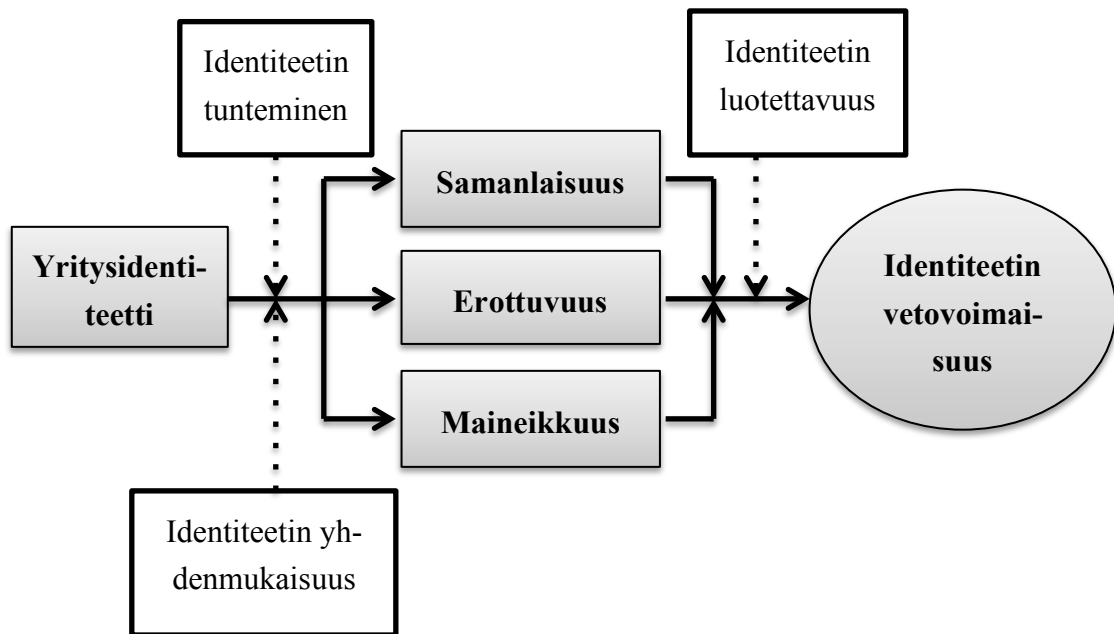 Identiteetin
tunteminen
Identiteetin
luotettavuus
Samanlaisuus
Yritysidenti-
teetti
Erottuvuus
Identiteetin
vetovoimai-
suus
Maineikkuus
Identiteetin yh-
denmukaisuus